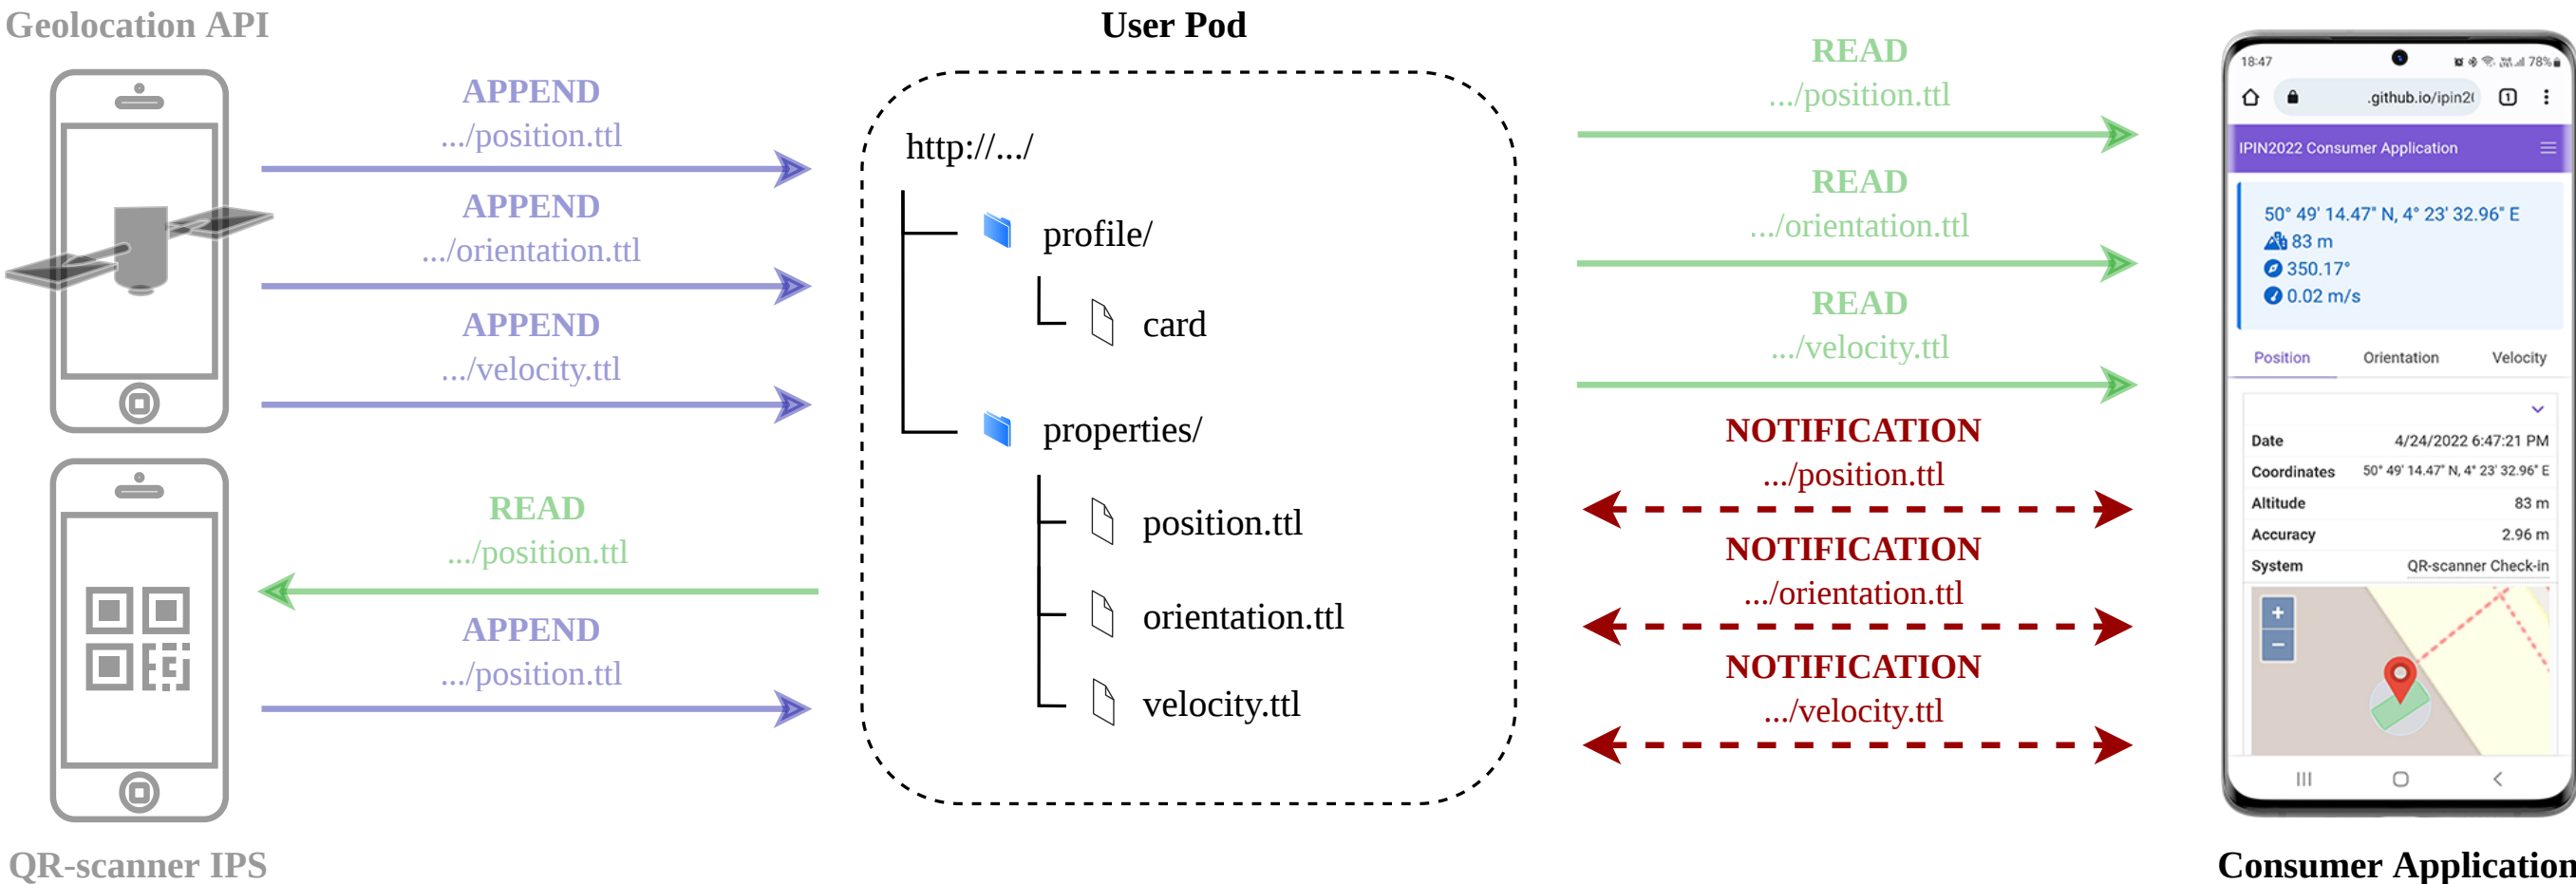 Geolocation API
APPEND
.../position.ttl
APPEND
.../orientation.ttl
APPEND
.../velocity.ttl
READ
.../position.ttl
APPEND
.../position.ttl
QR-scanner IPS
User Pod
http://.../
profile/
card
properties/
position.ttl
orientation.ttl
velocity.ttl
READ
.../position.ttl
READ
.../orientation.ttl
READ
.../velocity.ttl
NOTIFICATION
.../position.ttl
NOTIFICATION
.../orientation.ttl
NOTIFICATION
.../velocity.ttl
18:47 78%
.github.io/ipin2( 1
IPIN2022 Consumer Application
50° 49' 14.47" N, 4° 23' 32.96" E
83 m
350.17°
0.02 m/s
Position Orientation Velocity
Date 4/24/2022 6:47:21 PM
Coordinates 50° 49' 14.47" N, 4° 23' 32.96" E
Altitude 83 m
Accuracy 2.96 m
System QR-scanner Check-in
+
−
Consumer Application